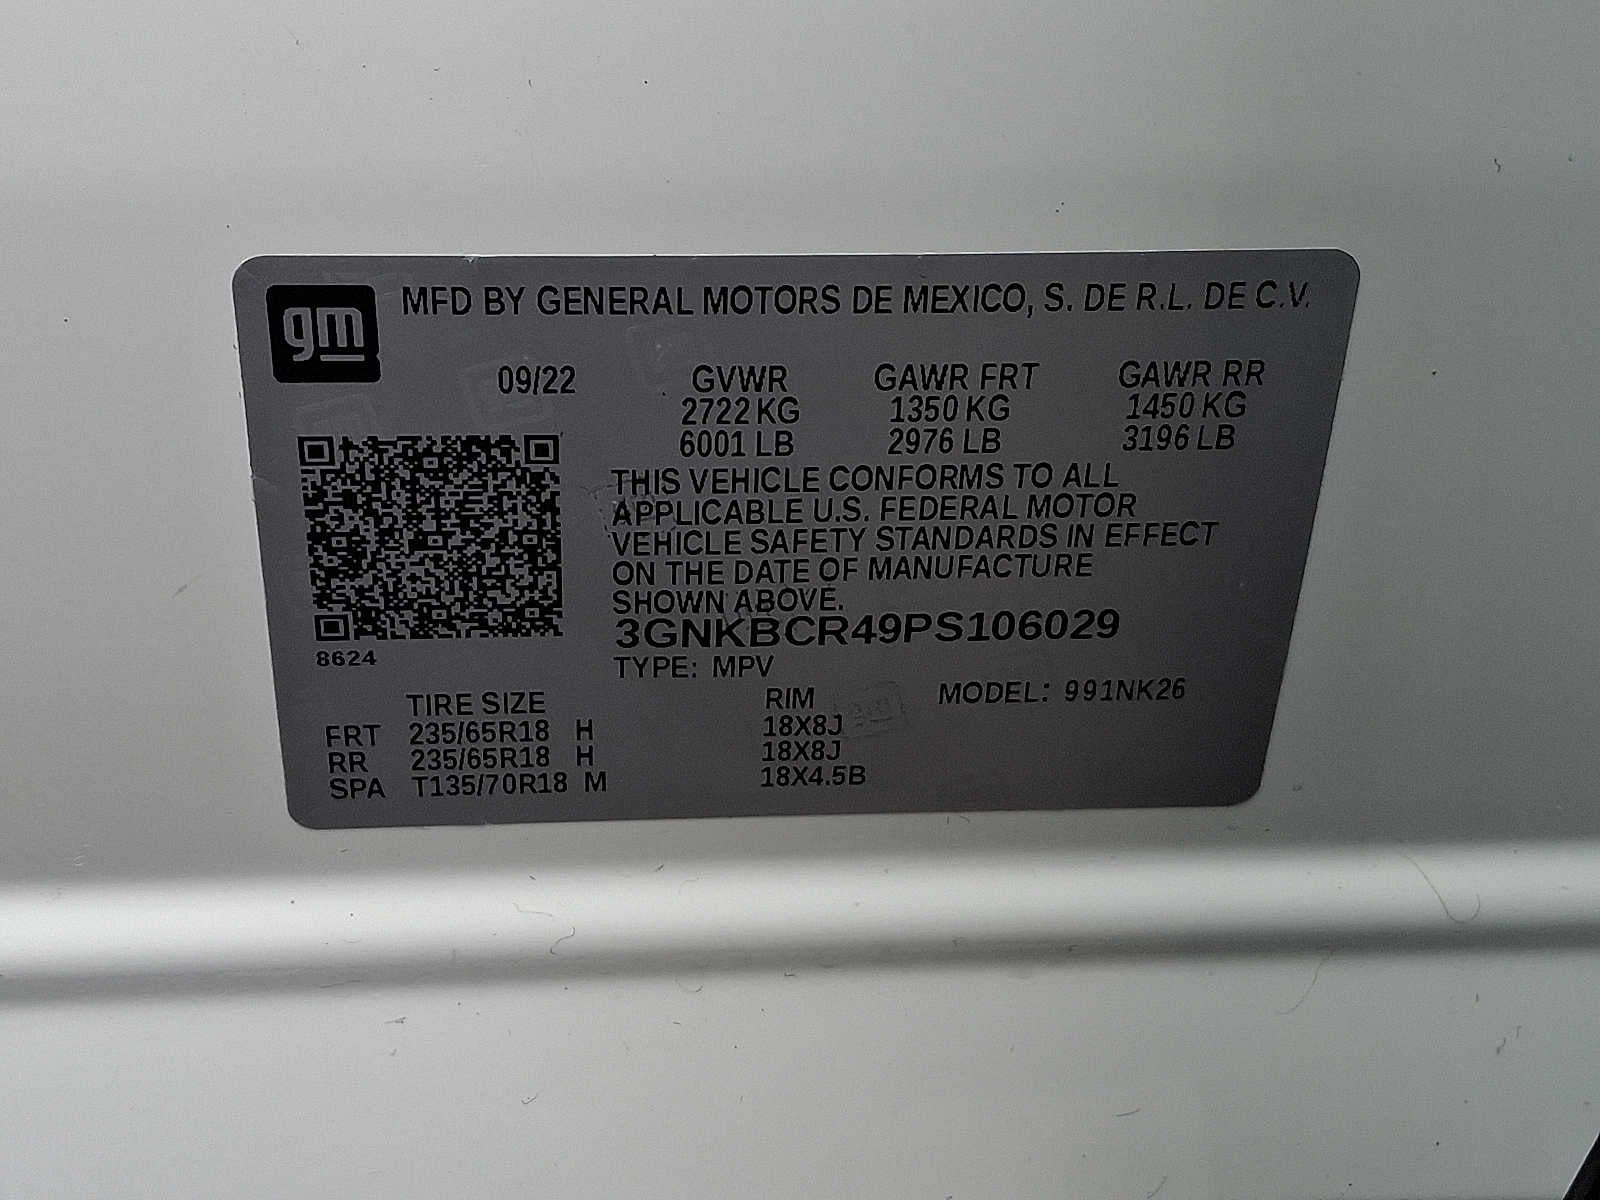 gm
MFD BY GENERAL MOTORS DE MEXICO, S. DE R.L. DE C.V.
09/22 GVWR GAWR FRT GAWR RR
2722 KG 1350 KG 1450 KG
6001 LB 2976 LB 3196 LB
THIS VEHICLE CONFORMS TO ALL
APPLICABLE U.S. FEDERAL MOTOR
VEHICLE SAFETY STANDARDS IN EFFECT
ON THE DATE OF MANUFACTURE
SHOWN ABOVE.
3GNKBCR49PS106029
8624
TYPE: MPV
MODEL: 991NK26
TIRE SIZE RIM
FRT 235/65R18 H 18X8J
RR 235/65R18 H 18X8J
SPA T135/70R18 M 18X4.5B